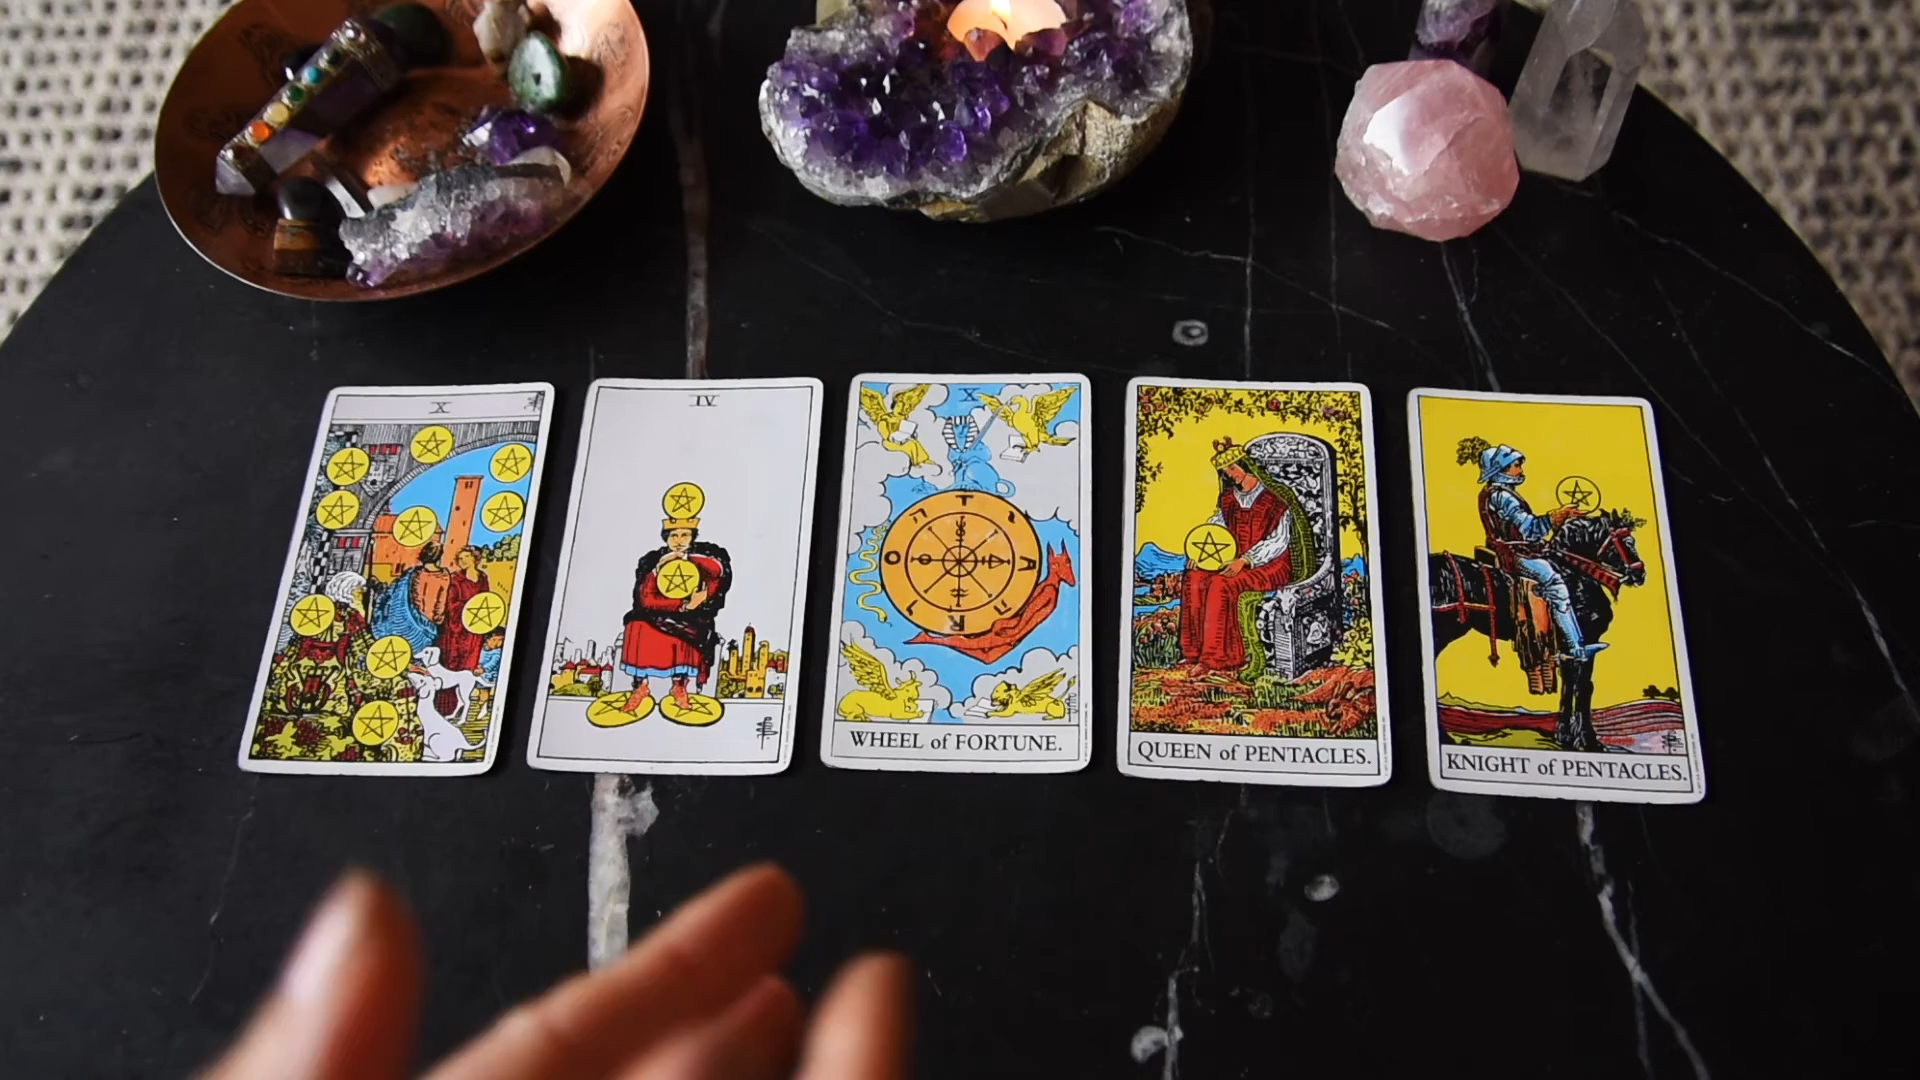 X
IV
X
WHEEL of FORTUNE.
QUEEN of PENTACLES.
KNIGHT of PENTACLES.
T
A
R
O